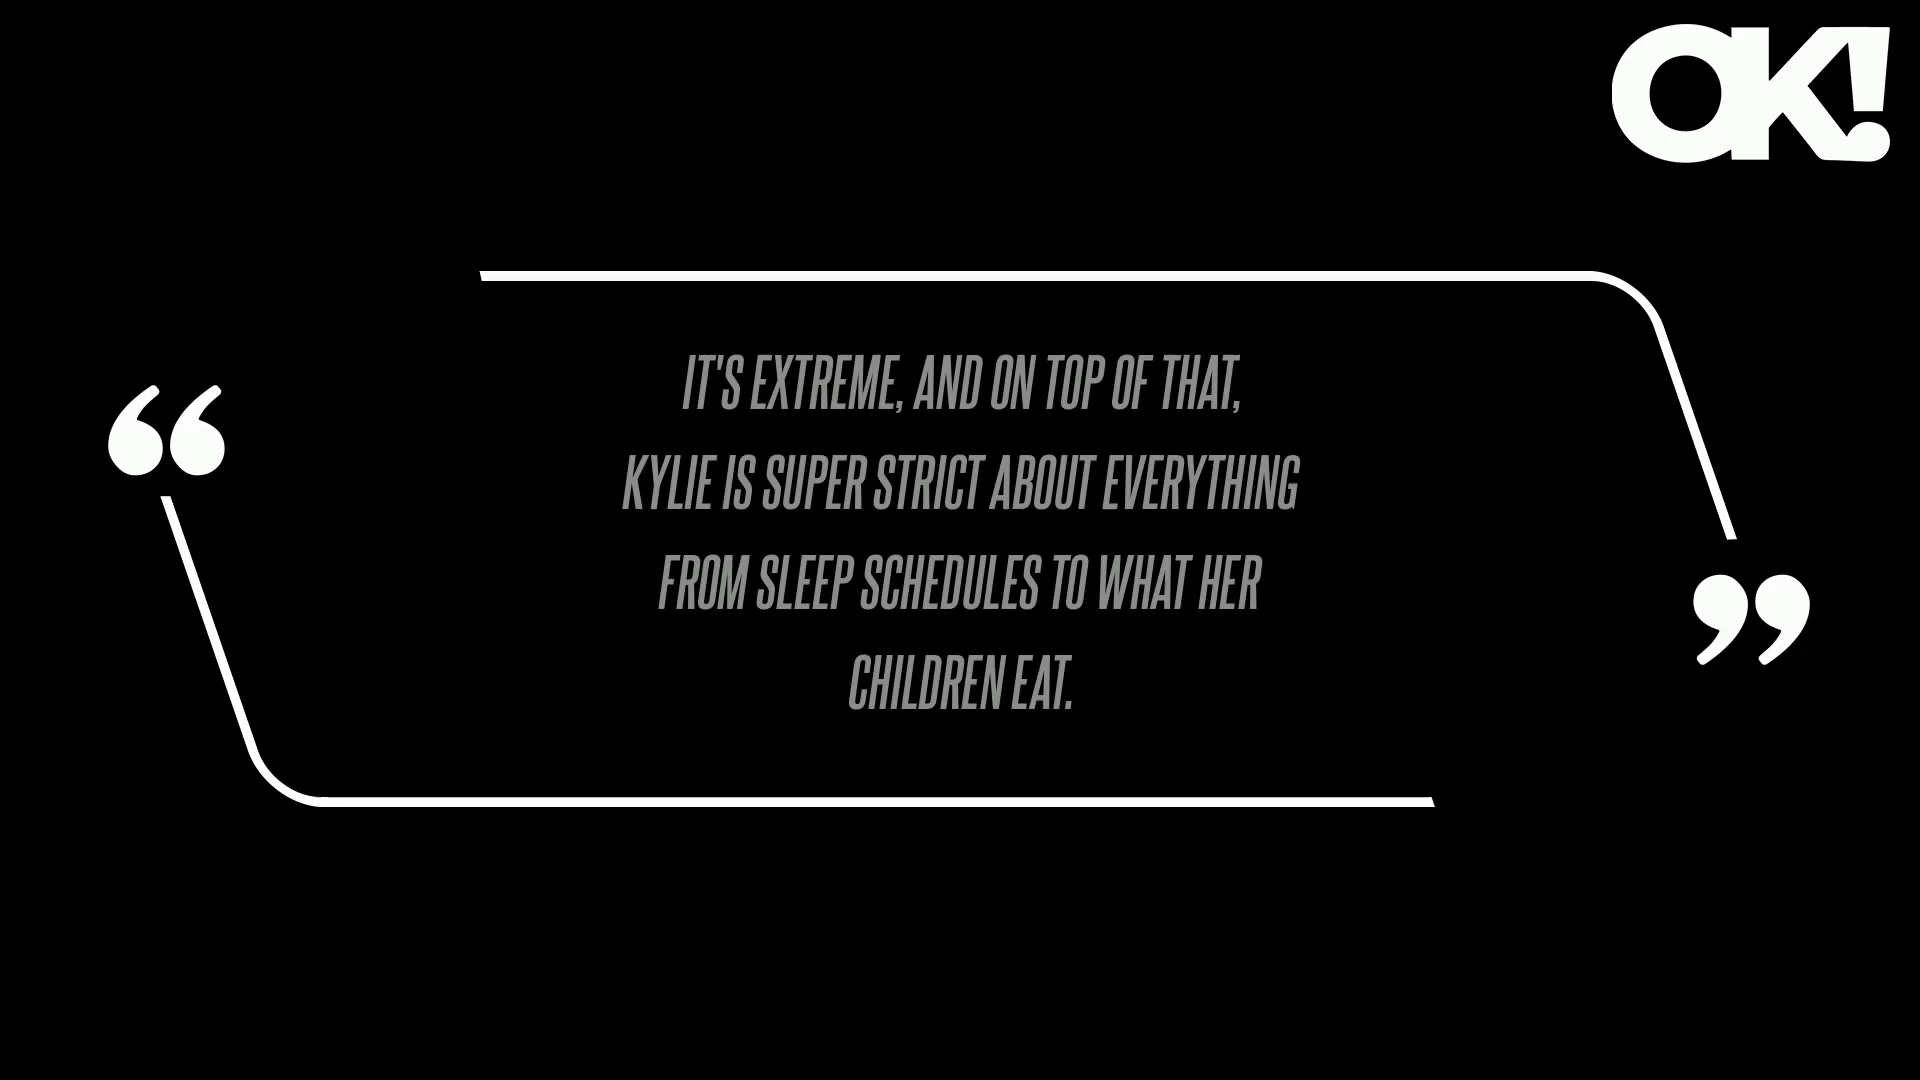 OK!
IT'S EXTREME, AND ON TOP OF THAT,
KYLIE IS SUPER STRICT ABOUT EVERYTHING
FROM SLEEP SCHEDULES TO WHAT HER
CHILDREN EAT.